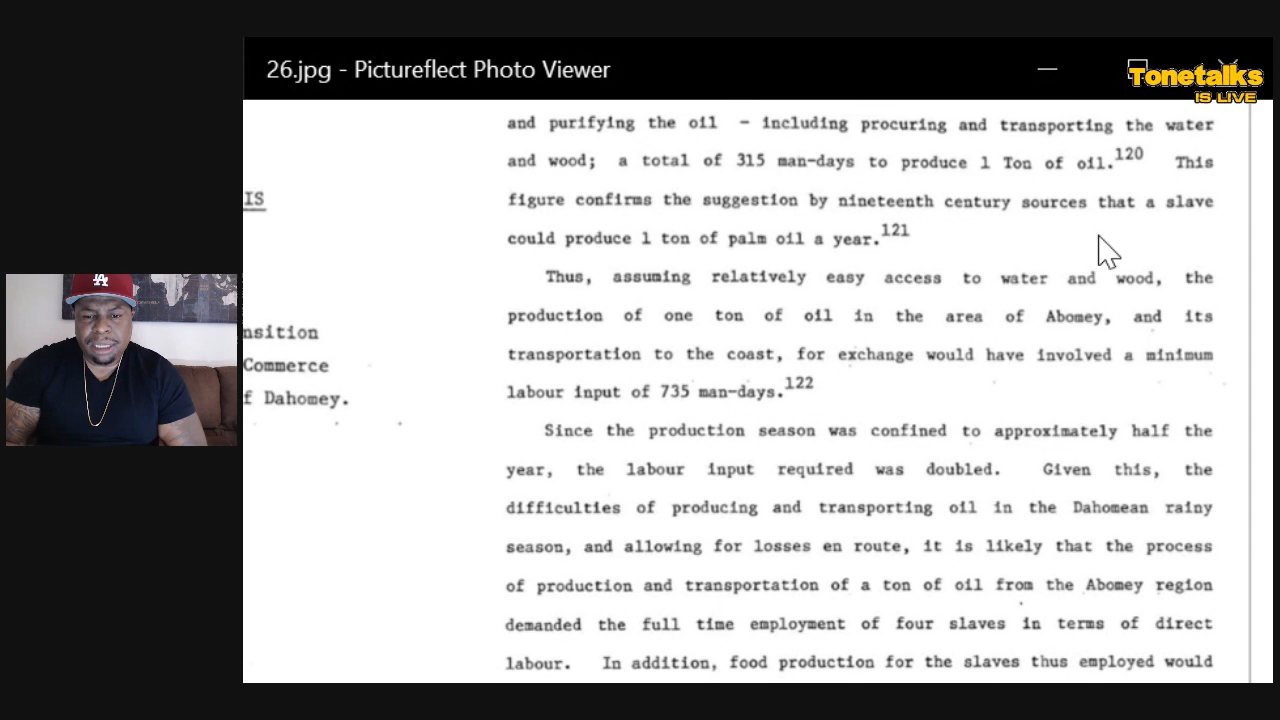 26.jpg - Pictureflect Photo Viewer
Tonetalks
IS LIVE
IS
nsition
Commerce
f Dahomey.
and purifying the oil - including procuring and transporting the water
and wood; a total of 315 man-days to produce 1 Ton of oil.120 This
figure confirms the suggestion by nineteenth century sources that a slave
could produce 1 ton of palm oil a year.121
Thus, assuming relatively easy access to water and wood, the
production of one ton of oil in the area of Abomey, and its
transportation to the coast, for exchange would have involved a minimum
labour input of 735 man-days.122
Since the production season was confined to approximately half the
year, the labour input required was doubled. Given this, the
difficulties of producing and transporting oil in the Dahomean rainy
season, and allowing for losses en route, it is likely that the process
of production and transportation of a ton of oil from the Abomey region
demanded the full time employment of four slaves in terms of direct
labour. In addition, food production for the slaves thus employed would
LA